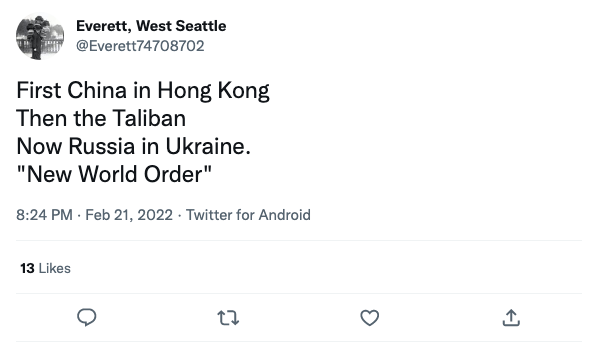 Everett, West Seattle
@Everett74708702
First China in Hong Kong
Then the Taliban
Now Russia in Ukraine.
"New World Order"
8:24 PM · Feb 21, 2022 · Twitter for Android
13 Likes